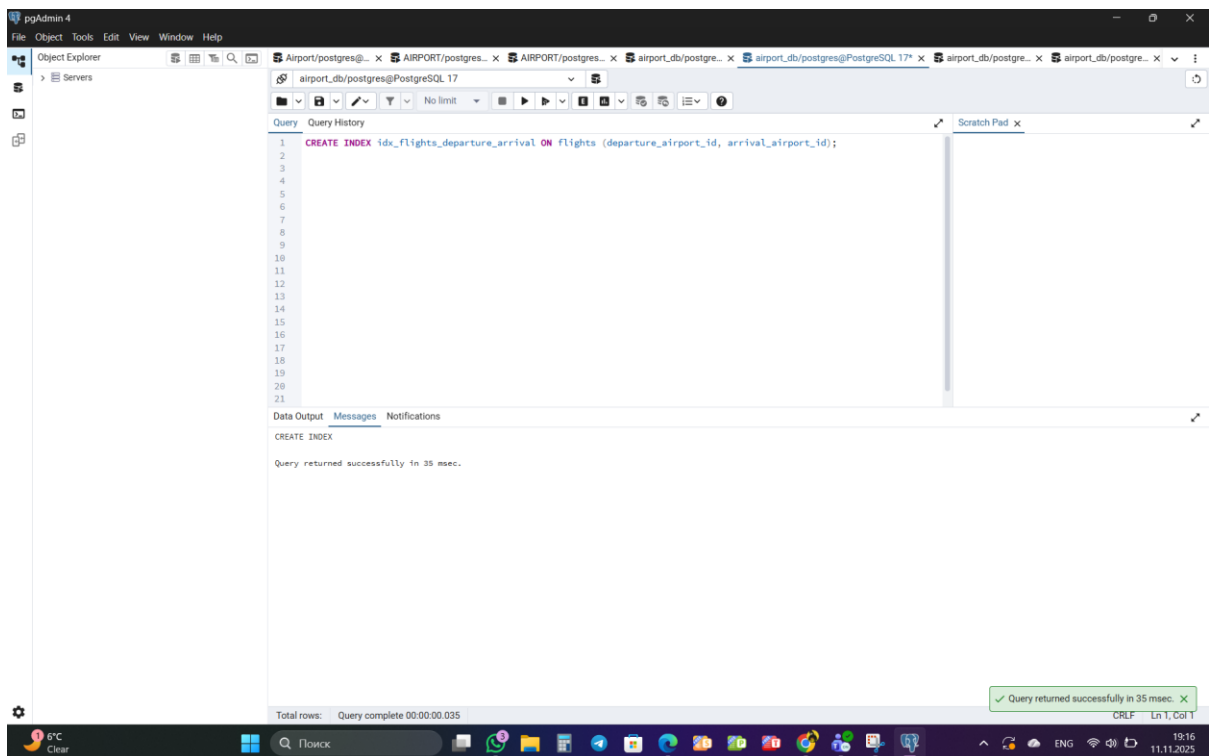 pgAdmin 4
File Object Tools Edit View Window Help
Object Explorer
Airport/postgres@... AIRPORT/postgres... AIRPORT/postgres... airport_db/postgre... airport_db/postgres@PostgreSQL 17* airport_db/postgre... airport_db/postgre...
Servers
airport_db/postgres@PostgreSQL 17
No limit
Query Query History
Scratch Pad
1 CREATE INDEX idx_flights_departure_arrival ON flights (departure_airport_id, arrival_airport_id);
2
3
4
5
6
7
8
9
10
11
12
13
14
15
16
17
18
19
20
21
Data Output Messages Notifications
CREATE INDEX
Query returned successfully in 35 msec.
Query returned successfully in 35 msec.
Total rows: Query complete 00:00:00.035
CRLF Ln 1, Col 1
1 6°C
Clear
Поиск
3
ENG
19:16
11.11.2025